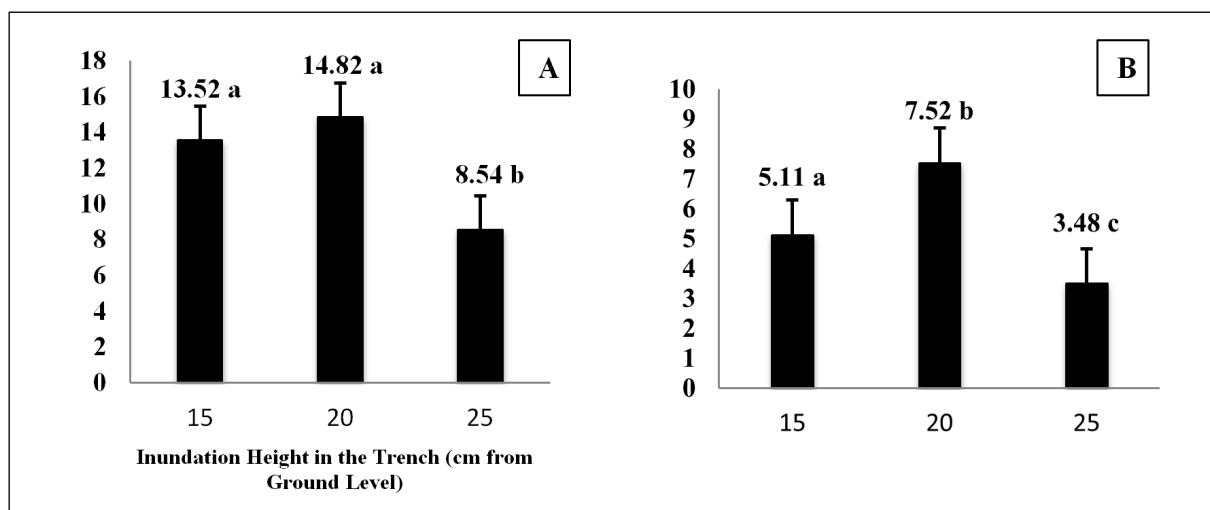 A
18
16
14
12
10
8
6
4
2
0
13.52 a
14.82 a
8.54 b
15
20
25
Inundation Height in the Trench (cm from
Ground Level)
B
10
9
8
7
6
5
4
3
2
1
0
5.11 a
7.52 b
3.48 c
15
20
25